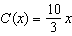 C(x) = 10/3 x